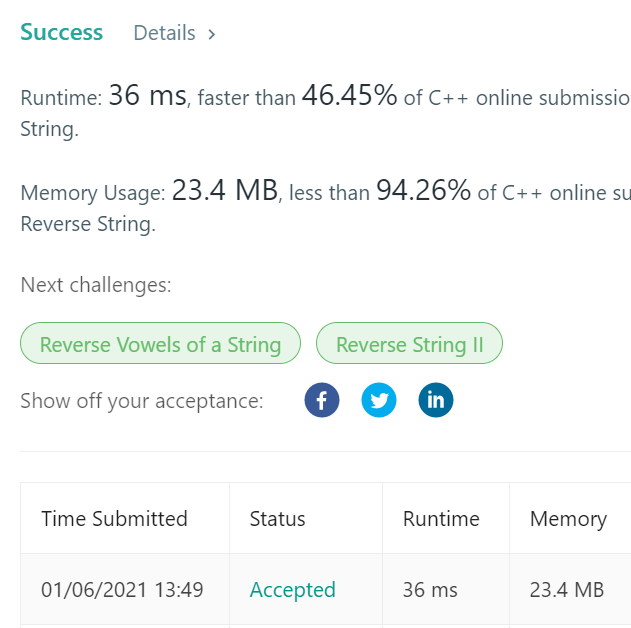 Success Details >
Runtime: 36 ms, faster than 46.45% of C++ online
String.
Memory Usage: 23.4 MB, less than 94.26% of C++ online
Reverse String.
Next challenges:
Reverse Vowels of a String Reverse String II
Show off your acceptance: f in
Time Submitted Status Runtime Memory
01/06/2021 13:49 Accepted 36 ms 23.4 MB